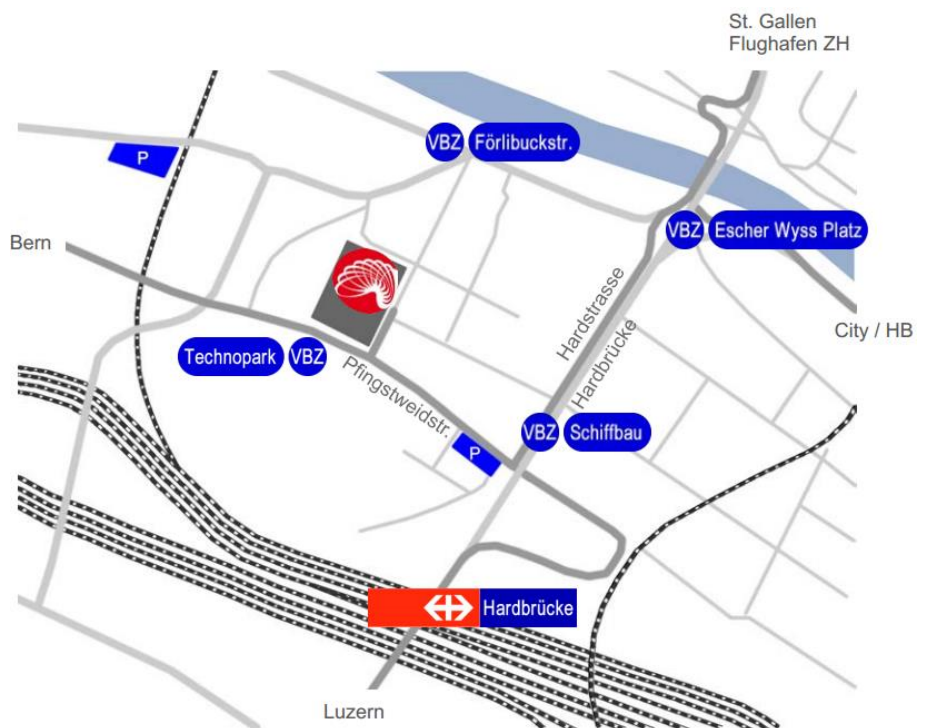 St. Gallen
Flughafen ZH
VBZ Förlibuckstr.
P
VBZ Escher Wyss Platz
Bern
Hardstrasse
Hardbrücke
City / HB
Technopark VBZ
Pfingstweidstr.
VBZ Schiffbau
P
Hardbrücke
Luzern